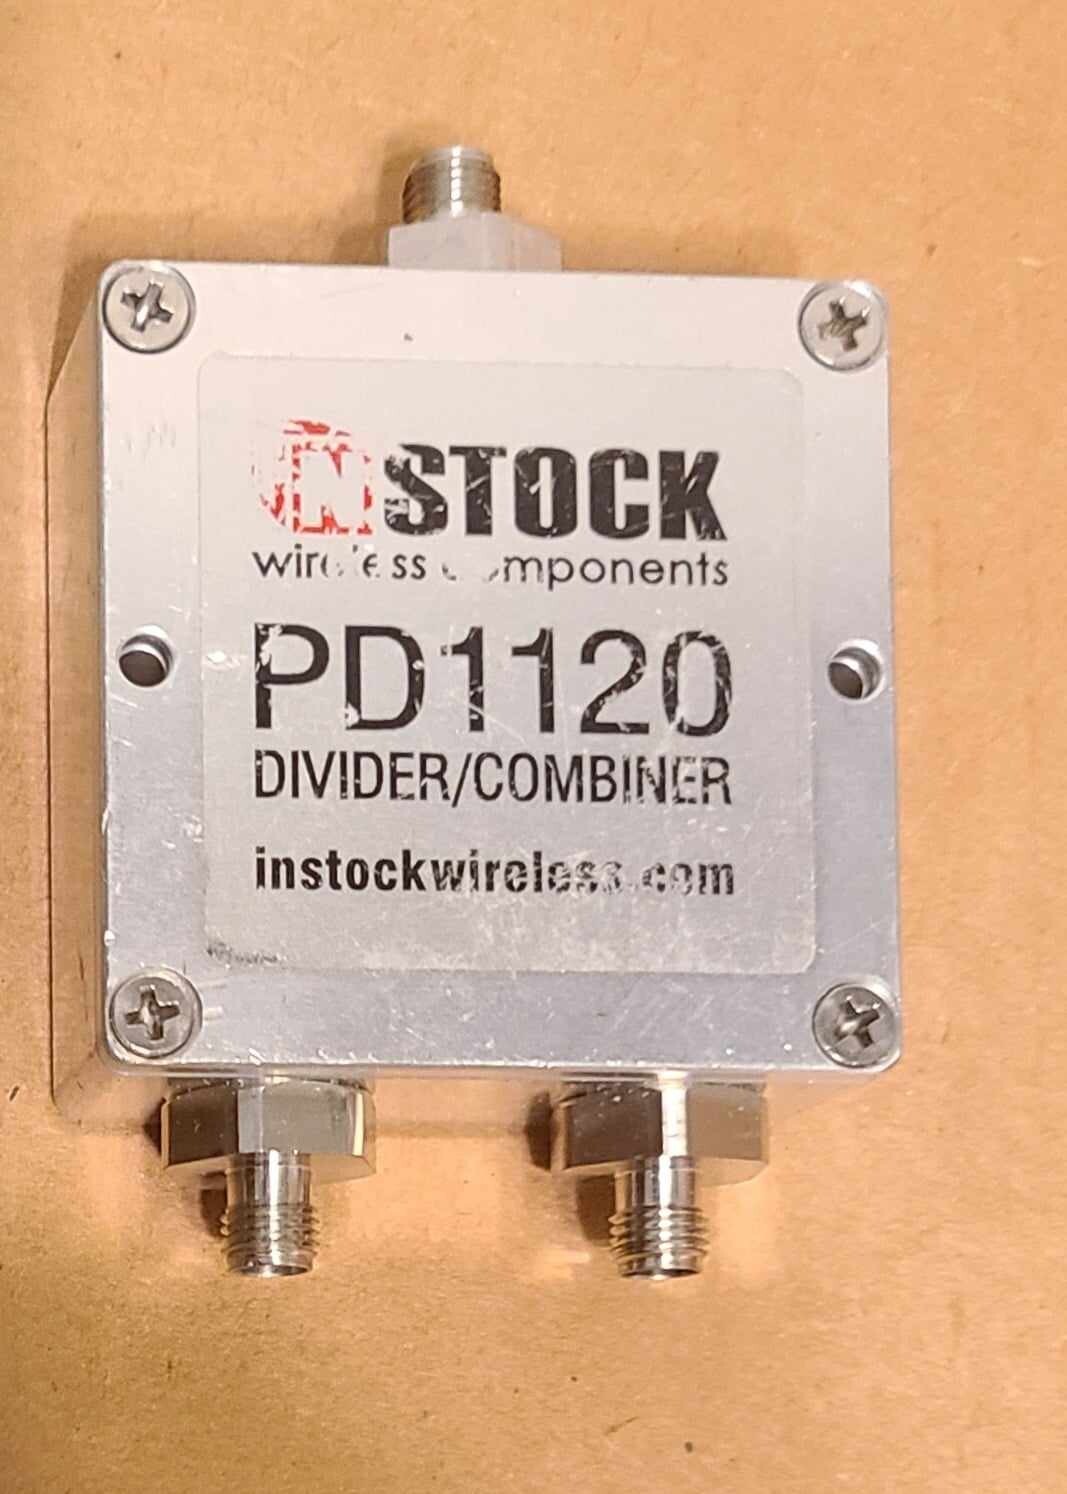 INSTOCK
wireless components
PD1120
DIVIDER/COMBINER
instockwireless.com